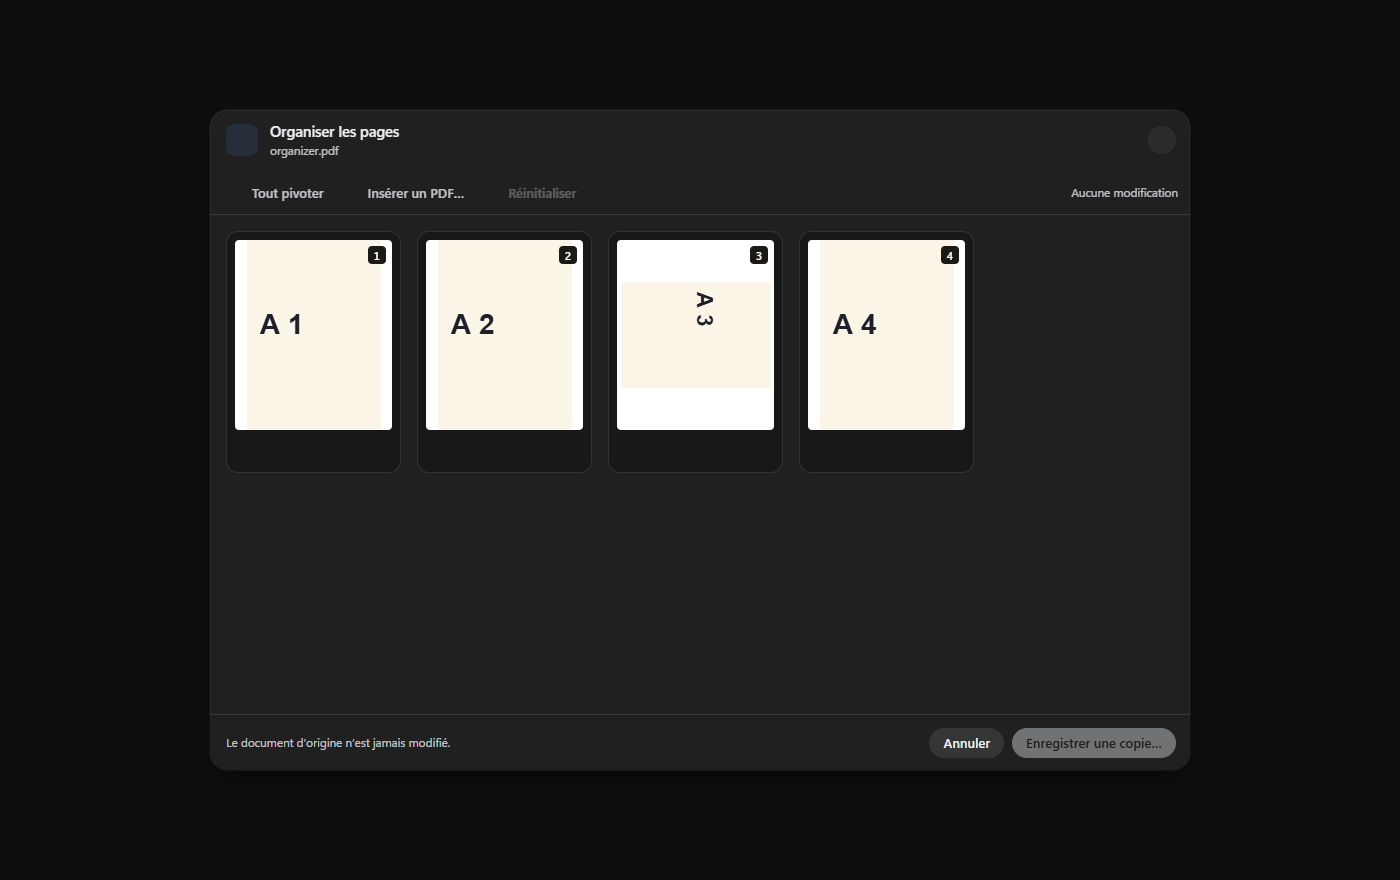 Organiser les pages
organizer.pdf
Tout pivoter
Insérer un PDF...
Réinitialiser
Aucune modification
1
A 1
2
A 2
3
A 3
4
A 4
Le document d'origine n'est jamais modifié.
Annuler
Enregistrer une copie...